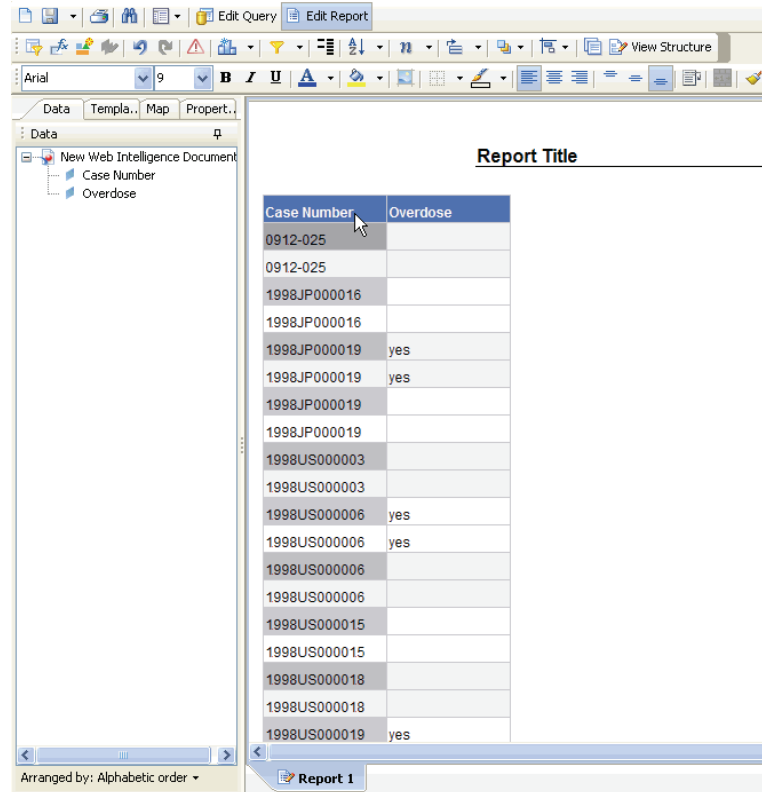 Edit Query Edit Report
View Structure
Arial 9 B I U A
Data Templa.. Map Propert..
Data
New Web Intelligence Document
Case Number
Overdose
Report Title
Case Number Overdose
0912-025
0912-025
1998JP000016
1998JP000016
1998JP000019 yes
1998JP000019 yes
1998JP000019
1998JP000019
1998US000003
1998US000003
1998US000006 yes
1998US000006 yes
1998US000006
1998US000006
1998US000015
1998US000015
1998US000018
1998US000018
1998US000019 yes
Arranged by: Alphabetic order
Report 1